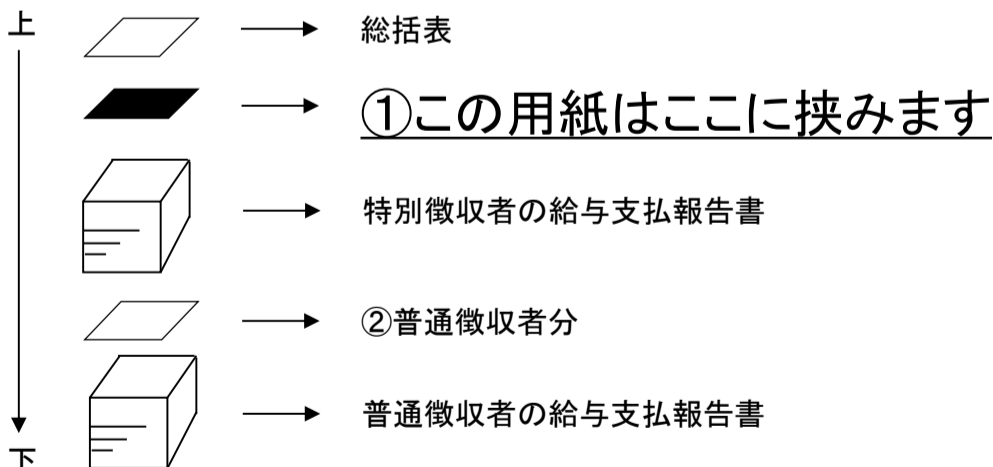 上
総括表
①この用紙はここに挟みます
特別徴収者の給与支払報告書
②普通徴収者分
普通徴収者の給与支払報告書
下